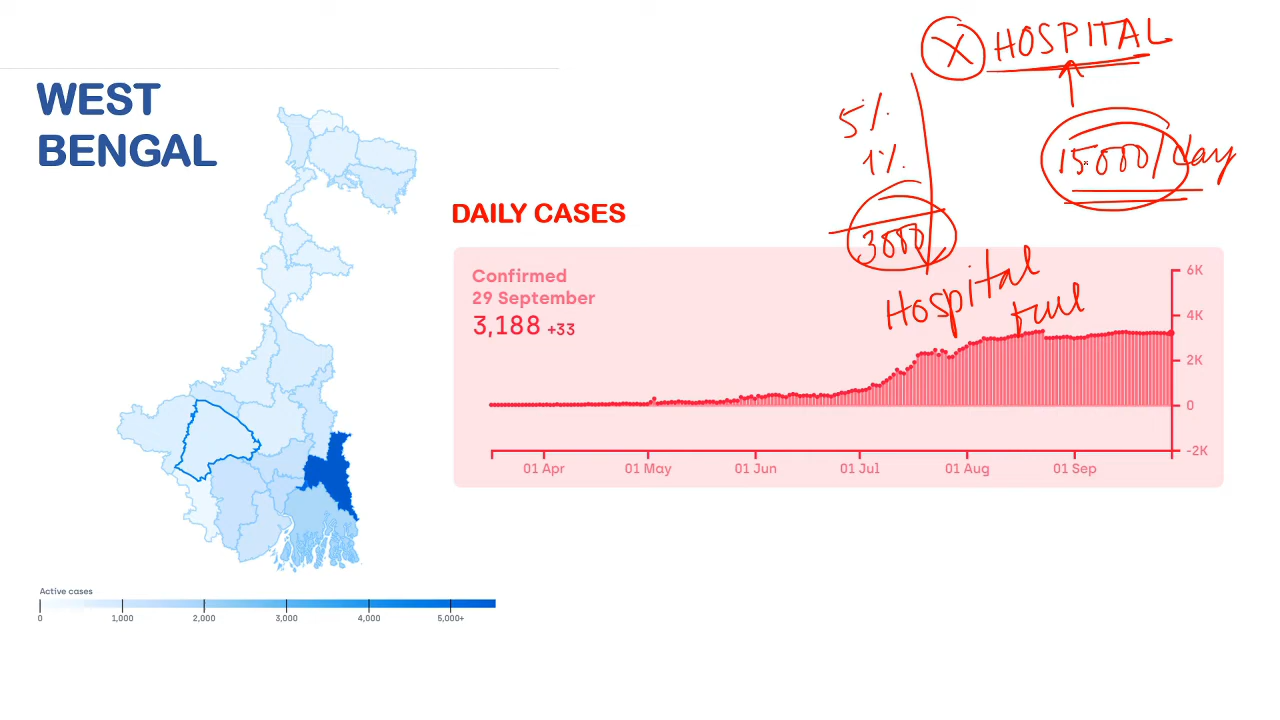 X HOSPITAL
WEST
BENGAL
5%
1%
15000/day
3000
DAILY CASES
Hospital
full
Confirmed
29 September
3,188 +33
6K
4K
2K
0
-2K
01 Apr 01 May 01 Jun 01 Jul 01 Aug 01 Sep
Active cases
0 1,000 2,000 3,000 4,000 5,000+